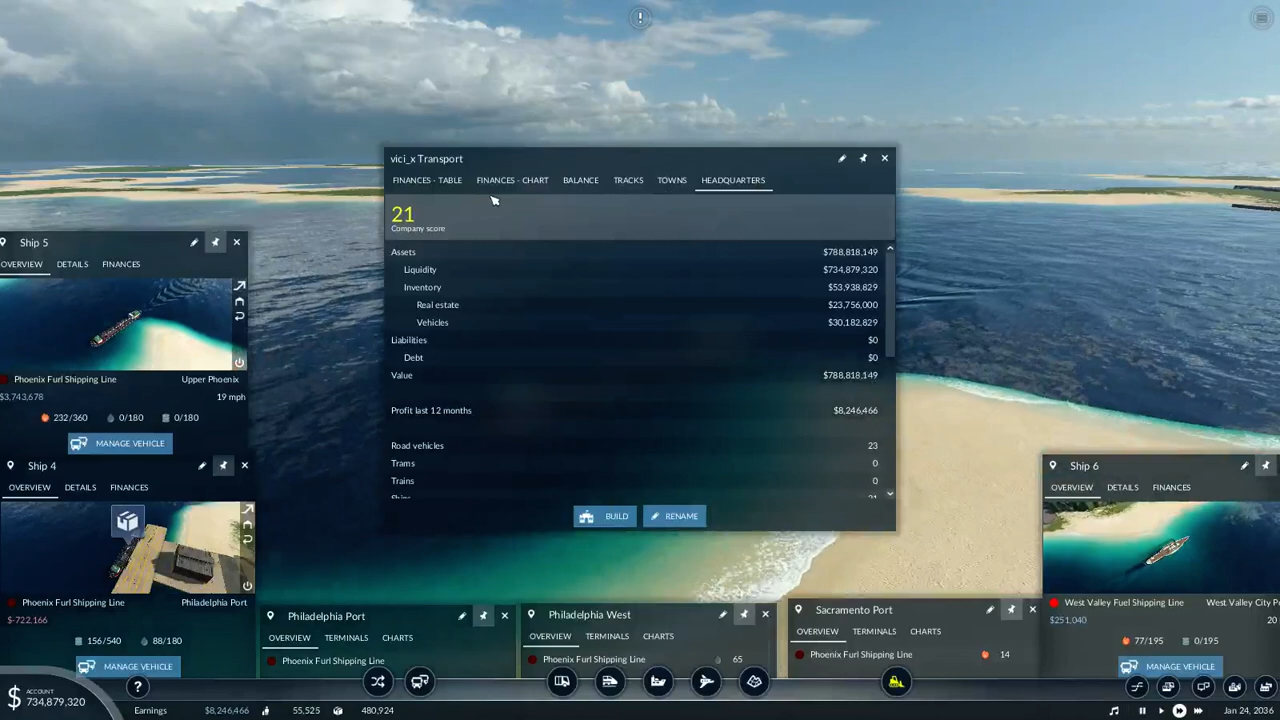 vici_x Transport
FINANCES - TABLE FINANCES - CHART BALANCE TRACKS TOWNS HEADQUARTERS
21
Company score
Assets $788,818,149
Liquidity $734,879,320
Inventory $53,938,829
Real estate $23,756,000
Vehicles $30,182,829
Liabilities $0
Debt $0
Value $788,818,149
Profit last 12 months $8,246,466
Road vehicles 23
Trams 0
Trains 0
BUILD RENAME
Ship 5
OVERVIEW DETAILS FINANCES
Phoenix Furl Shipping Line Upper Phoenix
$3,743,678 19 mph
232/360 0/180 0/180
MANAGE VEHICLE
Ship 4
OVERVIEW DETAILS FINANCES
Phoenix Furl Shipping Line Philadelphia Port
$-722,166
156/540 88/180
MANAGE VEHICLE
Philadelphia Port
OVERVIEW TERMINALS CHARTS
Phoenix Furl Shipping Line
Philadelphia West
OVERVIEW TERMINALS CHARTS
Phoenix Furl Shipping Line 65
Sacramento Port
OVERVIEW TERMINALS CHARTS
Phoenix Furl Shipping Line 14
Ship 6
OVERVIEW DETAILS FINANCES
West Valley Fuel Shipping Line West Valley City P
$251,040 20
77/195 0/195
MANAGE VEHICLE
$ ACCOUNT
734,879,320
?
Earnings $8,246,466 55,525 480,924
Jan 24, 2036